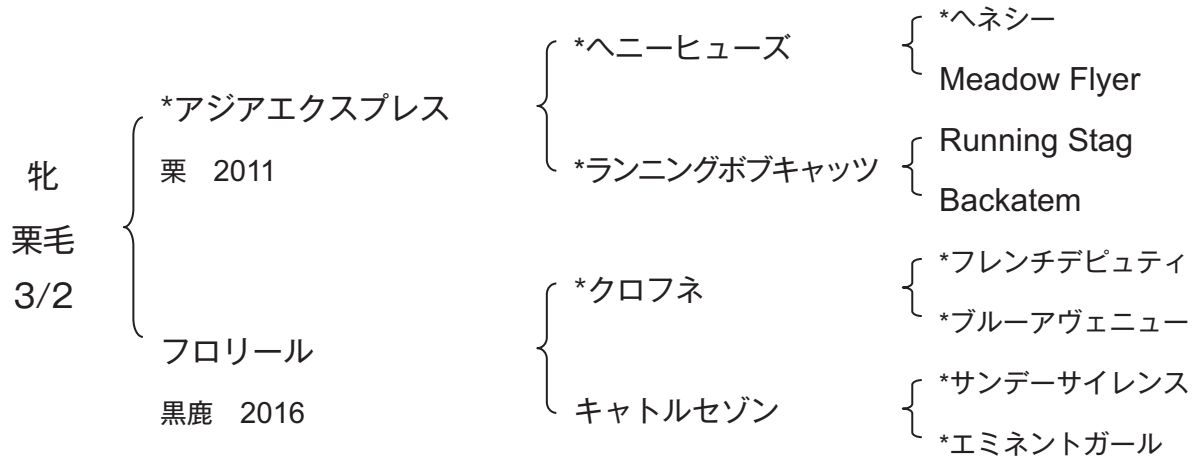 牝
栗毛
3/2
*アジアエクスプレス
栗 2011
フロリール
黒鹿 2016
*ヘニーヒューズ
*ランニングボブキャッツ
*クロフネ
キャトルセゾン
*ヘネシー
Meadow Flyer
Running Stag
Backatem
*フレンチデピュティ
*ブルーアヴェニュー
*サンデーサイレンス
*エミネントガール